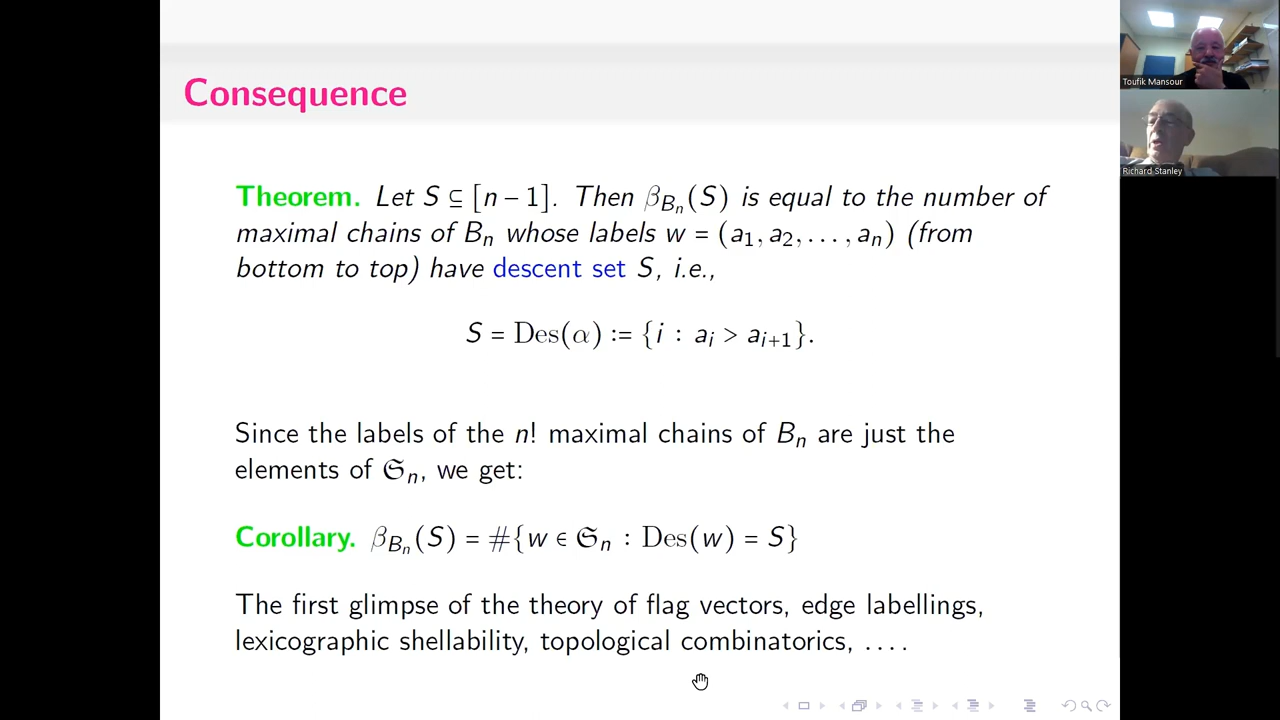 Consequence
Theorem. Let S ⊆ [n − 1]. Then β_{B_n}(S) is equal to the number of
maximal chains of B_n whose labels w = (a_1, a_2, . . . , a_n) (from
bottom to top) have descent set S, i.e.,
S = Des(α) := {i : a_i > a_{i+1}}.
Since the labels of the n! maximal chains of B_n are just the
elements of 𝔖_n, we get:
Corollary. β_{B_n}(S) = #{w ∈ 𝔖_n : Des(w) = S}
The first glimpse of the theory of flag vectors, edge labellings,
lexicographic shellability, topological combinatorics, . . . .
Toufik Mansour
Richard Stanley